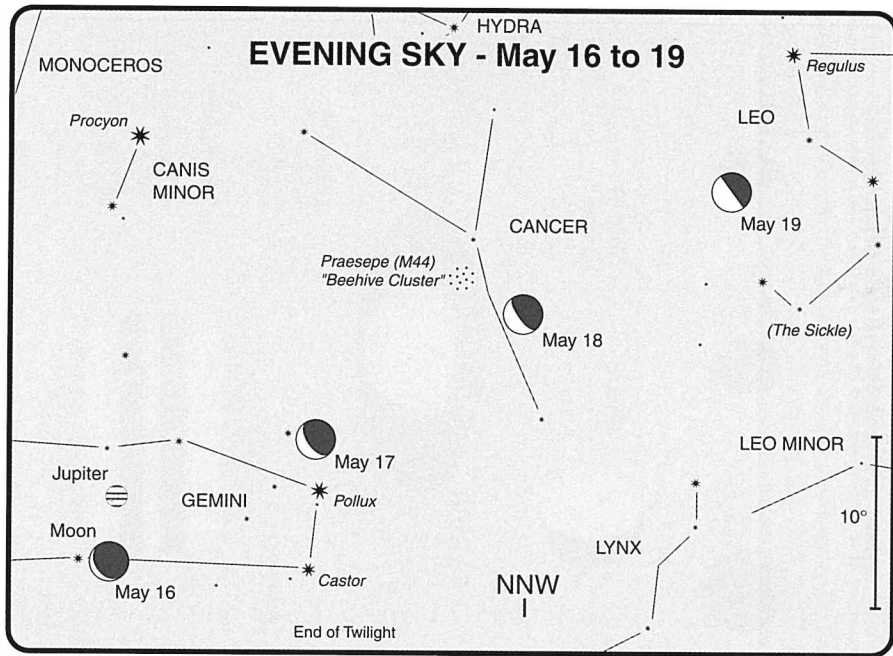 HYDRA
EVENING SKY - May 16 to 19
MONOCEROS
Regulus
Procyon
LEO
CANIS
MINOR
May 19
CANCER
Praesepe (M44)
"Beehive Cluster"
May 18
(The Sickle)
May 17
LEO MINOR
Jupiter
GEMINI
Pollux
10°
Moon
LYNX
May 16
Castor
NNW
End of Twilight